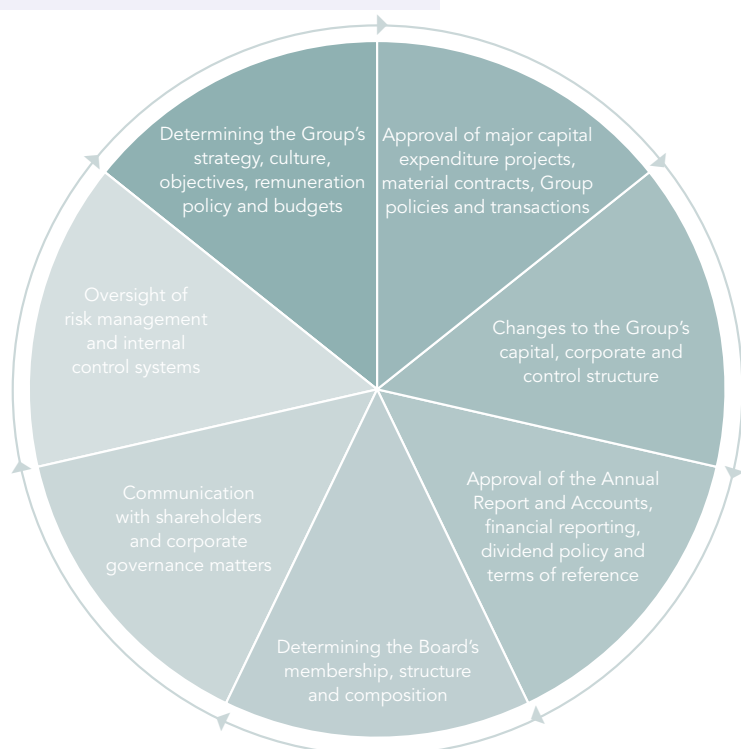 Determining the Group's
strategy, culture,
objectives, remuneration
policy and budgets
Approval of major capital
expenditure projects,
material contracts, Group
policies and transactions
Changes to the Group's
capital, corporate and
control structure
Approval of the Annual
Report and Accounts,
financial reporting,
dividend policy and
terms of reference
Determining the Board's
membership, structure
and composition
Communication
with shareholders
and corporate
governance matters
Oversight of
risk management
and internal
control systems